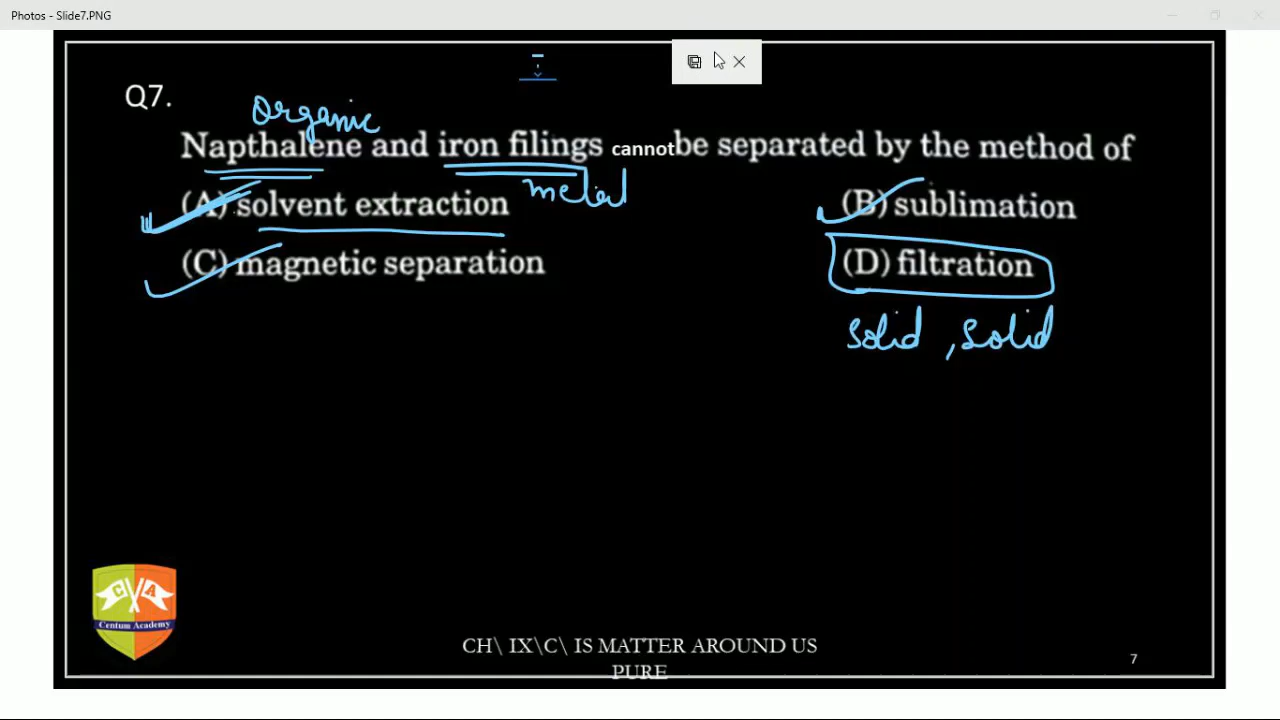 Photos - Slide7.PNG
Q7.
organic
Napthalene and iron filings cannot be separated by the method of
metal
(A) solvent extraction
(B) sublimation
(C) magnetic separation
(D) filtration
solid , solid
C A
Centum Academy
CH\ IX\C\ IS MATTER AROUND US
PURE
7